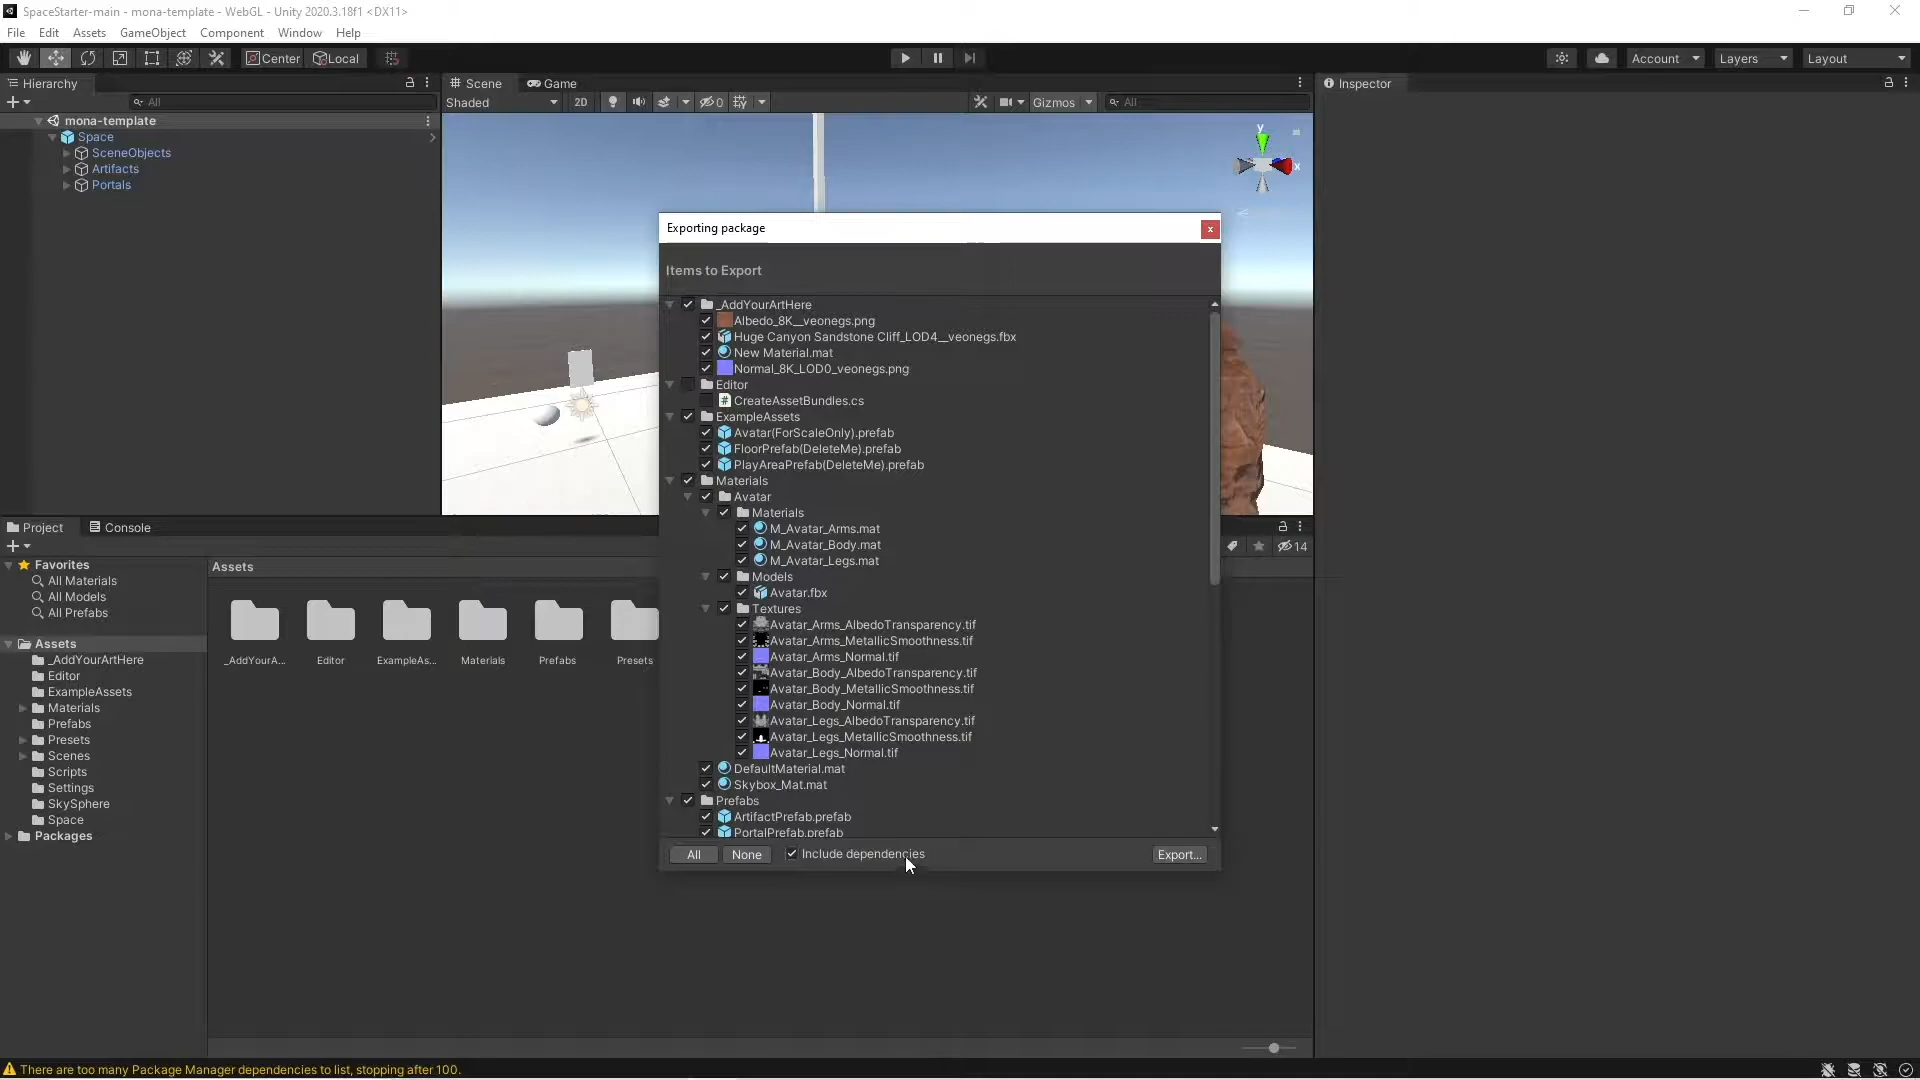 SpaceStarter-main - mona-template - WebGL - Unity 2020.3.18f1 <DX11>
File Edit Assets GameObject Component Window Help
Center Local Account Layers Layout
Hierarchy
All
mona-template
Space
SceneObjects
Artifacts
Portals
Scene Game
Shaded 2D 0 Gizmos All
y
x
Inspector
Exporting package
x
Items to Export
_AddYourArtHere
Albedo_8K__veonegs.png
Huge Canyon Sandstone Cliff_LOD4__veonegs.fbx
New Material.mat
Normal_8K_LOD0_veonegs.png
Editor
CreateAssetBundles.cs
ExampleAssets
Avatar(ForScaleOnly).prefab
FloorPrefab(DeleteMe).prefab
PlayAreaPrefab(DeleteMe).prefab
Materials
Avatar
Materials
M_Avatar_Arms.mat
M_Avatar_Body.mat
M_Avatar_Legs.mat
Models
Avatar.fbx
Textures
Avatar_Arms_AlbedoTransparency.tif
Avatar_Arms_MetallicSmoothness.tif
Avatar_Arms_Normal.tif
Avatar_Body_AlbedoTransparency.tif
Avatar_Body_MetallicSmoothness.tif
Avatar_Body_Normal.tif
Avatar_Legs_AlbedoTransparency.tif
Avatar_Legs_MetallicSmoothness.tif
Avatar_Legs_Normal.tif
DefaultMaterial.mat
Skybox_Mat.mat
Prefabs
ArtifactPrefab.prefab
PortalPrefab.prefab
All None Include dependencies Export...
Project Console
14
Favorites
All Materials
All Models
All Prefabs
Assets
_AddYourArtHere
Editor
ExampleAssets
Materials
Prefabs
Presets
Scenes
Scripts
Settings
SkySphere
Space
Packages
Assets
_AddYourA... Editor ExampleAs... Materials Prefabs Presets
There are too many Package Manager dependencies to list, stopping after 100.